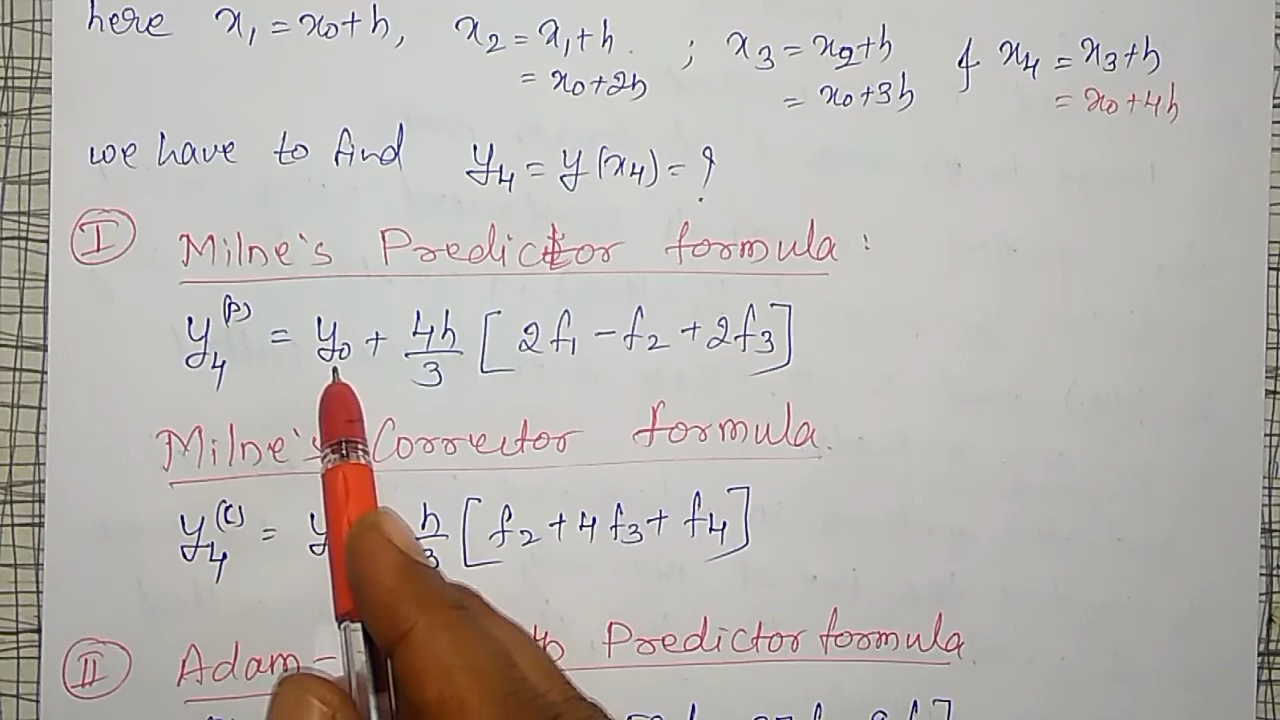 here x₁ = x₀+h, x₂ = x₁+h ; x₃ = x₂+h & x₄ = x₃+h
= x₀+2h = x₀+3h = x₀+4h
we have to find y₄ = y(x₄) = ?
I Milne's Predictor formula :
y₄⁽ᵖ⁾ = y₀ + 4h/3 [ 2f₁ - f₂ + 2f₃ ]
Milne's Corrector formula.
y₄⁽ᶜ⁾ = y h/3 [ f₂ + 4f₃ + f₄ ]
II Adam- Predictor formula